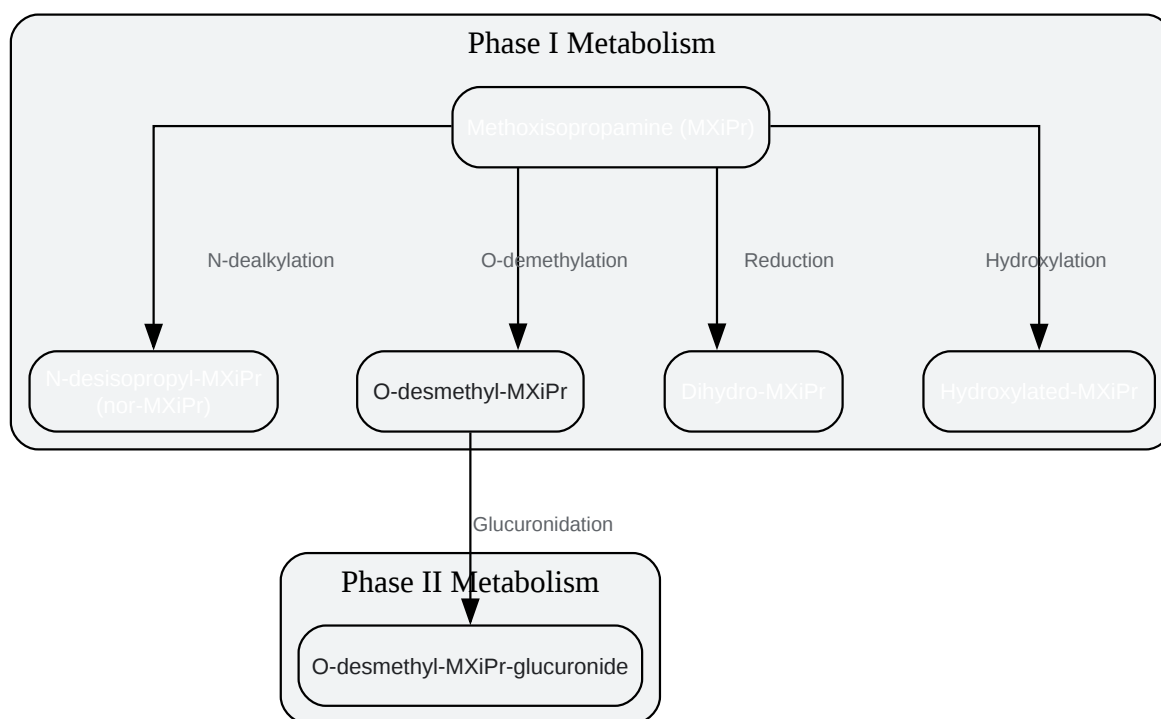 Phase I Metabolism
Methoxisopropamine (MXiPr)
N-dealkylation
O-demethylation
Reduction
Hydroxylation
N-desisopropyl-MXiPr
(nor-MXiPr)
O-desmethyl-MXiPr
Dihydro-MXiPr
Hydroxylated-MXiPr
Glucuronidation
Phase II Metabolism
O-desmethyl-MXiPr-glucuronide